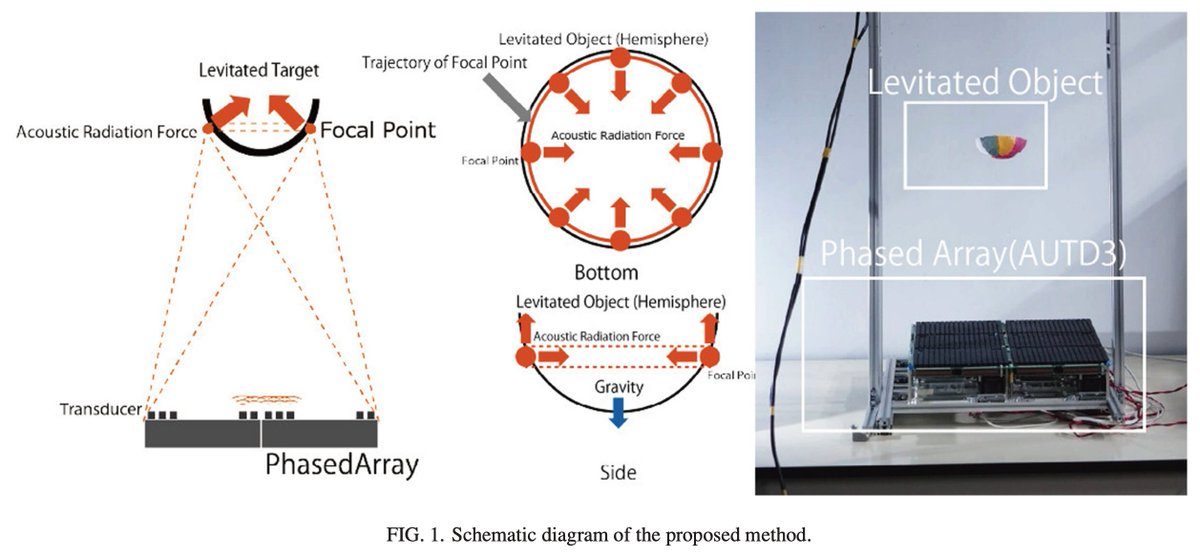 Levitated Target
Acoustic Radiation Force
Focal Point
Transducer
PhasedArray
Levitated Object (Hemisphere)
Trajectory of Focal Point
Acoustic Radiation Force
Focal Point
Bottom
Levitated Object (Hemisphere)
Acoustic Radiation Force
Focal Poi
Gravity
Side
Levitated Object
Phased Array(AUTD3)
FIG. 1. Schematic diagram of the proposed method.